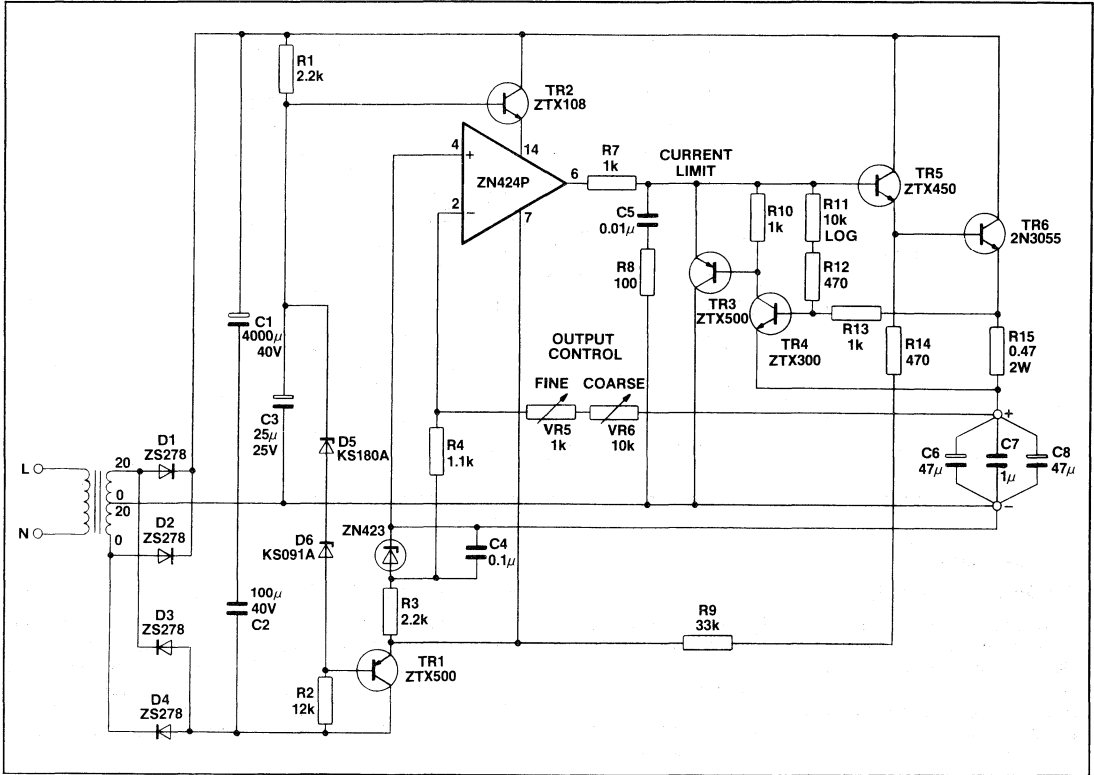 R1
2.2k
TR2
ZTX108
4
+
14
ZN424P
6
2
−
7
R7
1k
CURRENT
LIMIT
C5
0.01μ
R8
100
R10
1k
R11
10k
LOG
R12
470
TR5
ZTX450
TR6
2N3055
TR3
ZTX500
TR4
ZTX300
R13
1k
R14
470
R15
0.47
2W
C1
4000μ
40V
OUTPUT
CONTROL
FINE
COARSE
VR5
1k
VR6
10k
C3
25μ
25V
D5
KS180A
R4
1.1k
+
C6
47μ
C7
1μ
C8
47μ
−
L
N
20
0
20
0
D1
ZS278
D2
ZS278
D6
KS091A
ZN423
C4
0.1μ
100μ
40V
C2
R3
2.2k
D3
ZS278
R9
33k
TR1
ZTX500
R2
12k
D4
ZS278